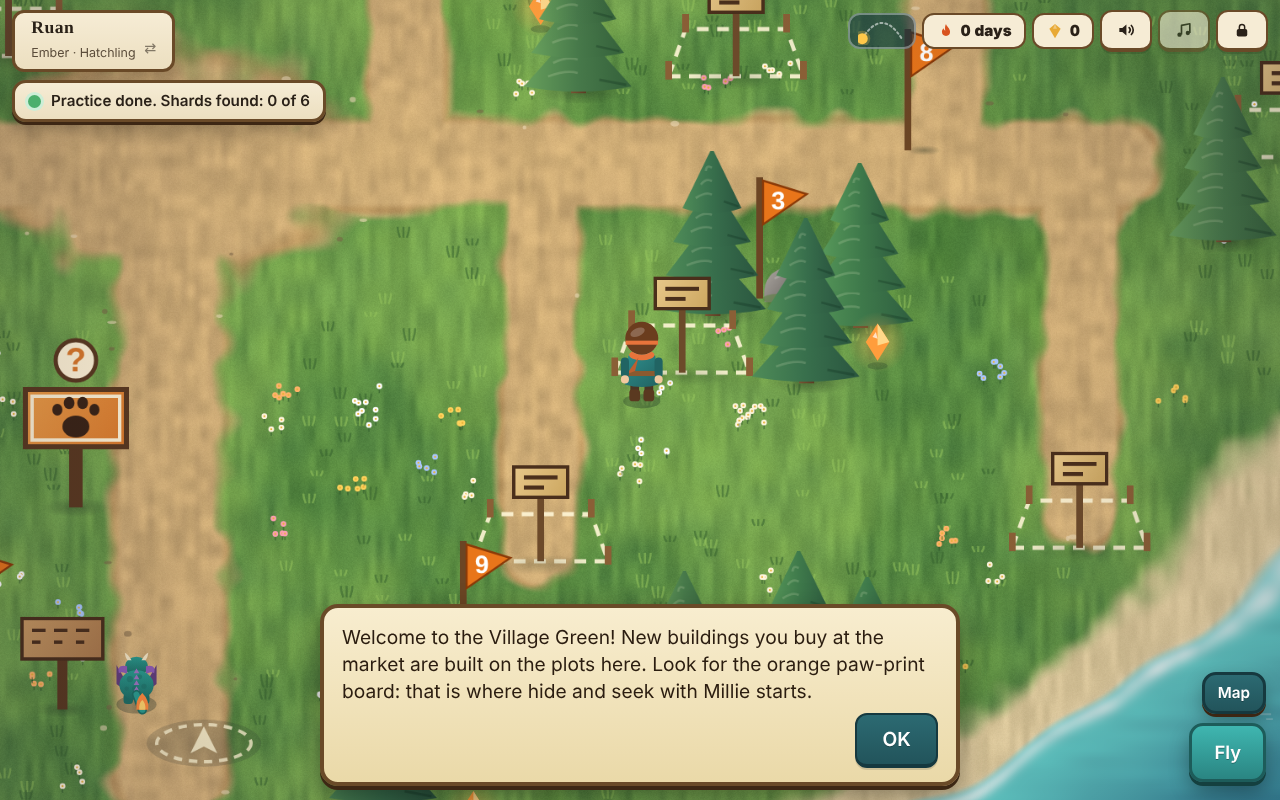 Ruan
Ember · Hatchling
Practice done. Shards found: 0 of 6
0 days
0
8
3
?
9
Welcome to the Village Green! New buildings you buy at the
market are built on the plots here. Look for the orange paw-print
board: that is where hide and seek with Millie starts.
OK
Map
Fly